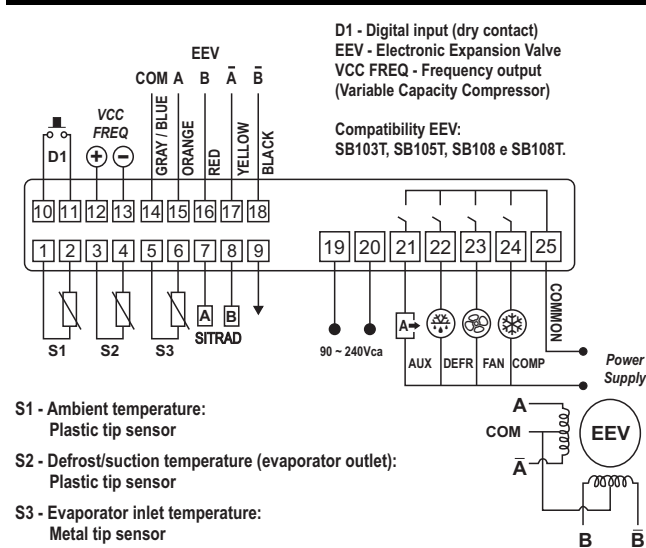 D1 - Digital input (dry contact)
EEV - Electronic Expansion Valve
VCC FREQ - Frequency output
(Variable Capacity Compressor)
Compatibility EEV:
SB103T, SB105T, SB108 e SB108T.
EEV
COM A B A̅ B̅
VCC
FREQ
D1
+ −
GRAY / BLUE
ORANGE
RED
YELLOW
BLACK
10 11 12 13 14 15 16 17 18
1 2 3 4 5 6 7 8 9
19 20 21 22 23 24 25
A B
SITRAD
S1 S2 S3
90 ~ 240Vca
A
AUX DEFR FAN COMP
COMMON
Power
Supply
S1 - Ambient temperature:
Plastic tip sensor
S2 - Defrost/suction temperature (evaporator outlet):
Plastic tip sensor
S3 - Evaporator inlet temperature:
Metal tip sensor
A
COM
A̅
EEV
B B̅